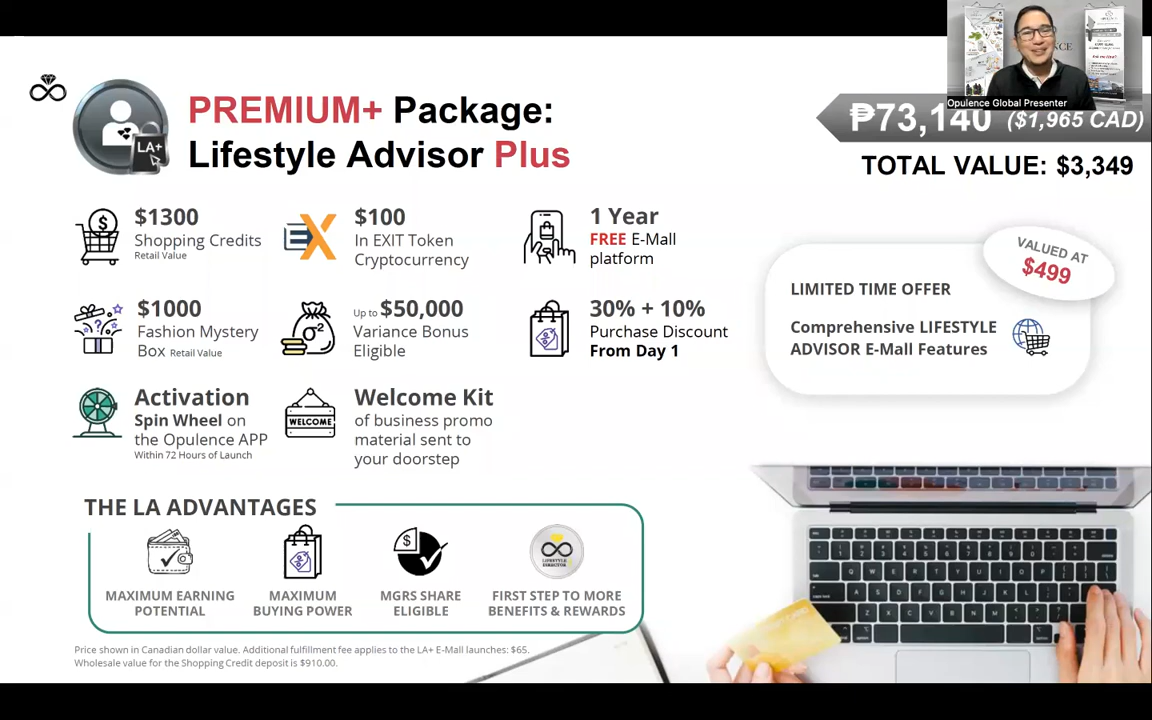 Opulence Global Presenter
PREMIUM+ Package:
Lifestyle Advisor Plus
LA+
₱73,140 ($1,965 CAD)
TOTAL VALUE: $3,349
$1300
Shopping Credits
Retail Value
$100
In EXIT Token
Cryptocurrency
EX
1 Year
FREE E-Mall
platform
$1000
Fashion Mystery
Box Retail Value
Up to $50,000
Variance Bonus
Eligible
30% + 10%
Purchase Discount
From Day 1
Activation
Spin Wheel on
the Opulence APP
Within 72 Hours of Launch
WELCOME
Welcome Kit
of business promo
material sent to
your doorstep
VALUED AT
$499
LIMITED TIME OFFER
Comprehensive LIFESTYLE
ADVISOR E-Mall Features
THE LA ADVANTAGES
MAXIMUM EARNING
POTENTIAL
MAXIMUM
BUYING POWER
MGRS SHARE
ELIGIBLE
LIFESTYLE
DIRECTOR
FIRST STEP TO MORE
BENEFITS & REWARDS
Price shown in Canadian dollar value. Additional fulfillment fee applies to the LA+ E-Mall launches: $65.
Wholesale value for the Shopping Credit deposit is $910.00.